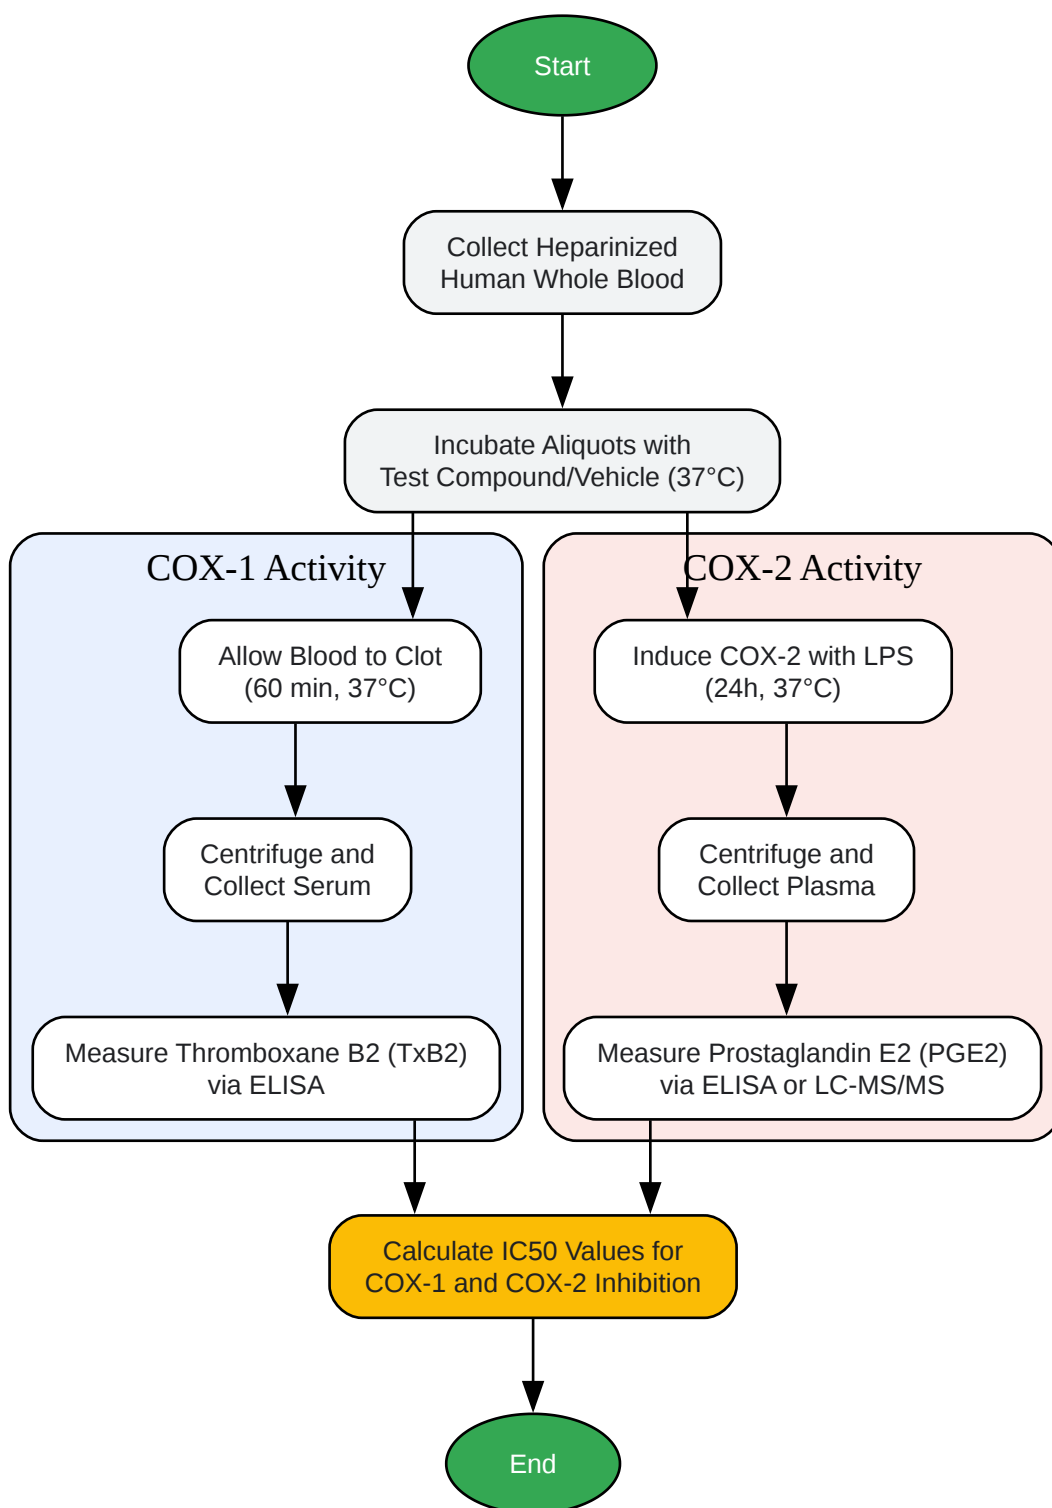 Start
Collect Heparinized
Human Whole Blood
Incubate Aliquots with
Test Compound/Vehicle (37°C)
COX-1 Activity
Allow Blood to Clot
(60 min, 37°C)
Centrifuge and
Collect Serum
Measure Thromboxane B2 (TxB2)
via ELISA
COX-2 Activity
Induce COX-2 with LPS
(24h, 37°C)
Centrifuge and
Collect Plasma
Measure Prostaglandin E2 (PGE2)
via ELISA or LC-MS/MS
Calculate IC50 Values for
COX-1 and COX-2 Inhibition
End